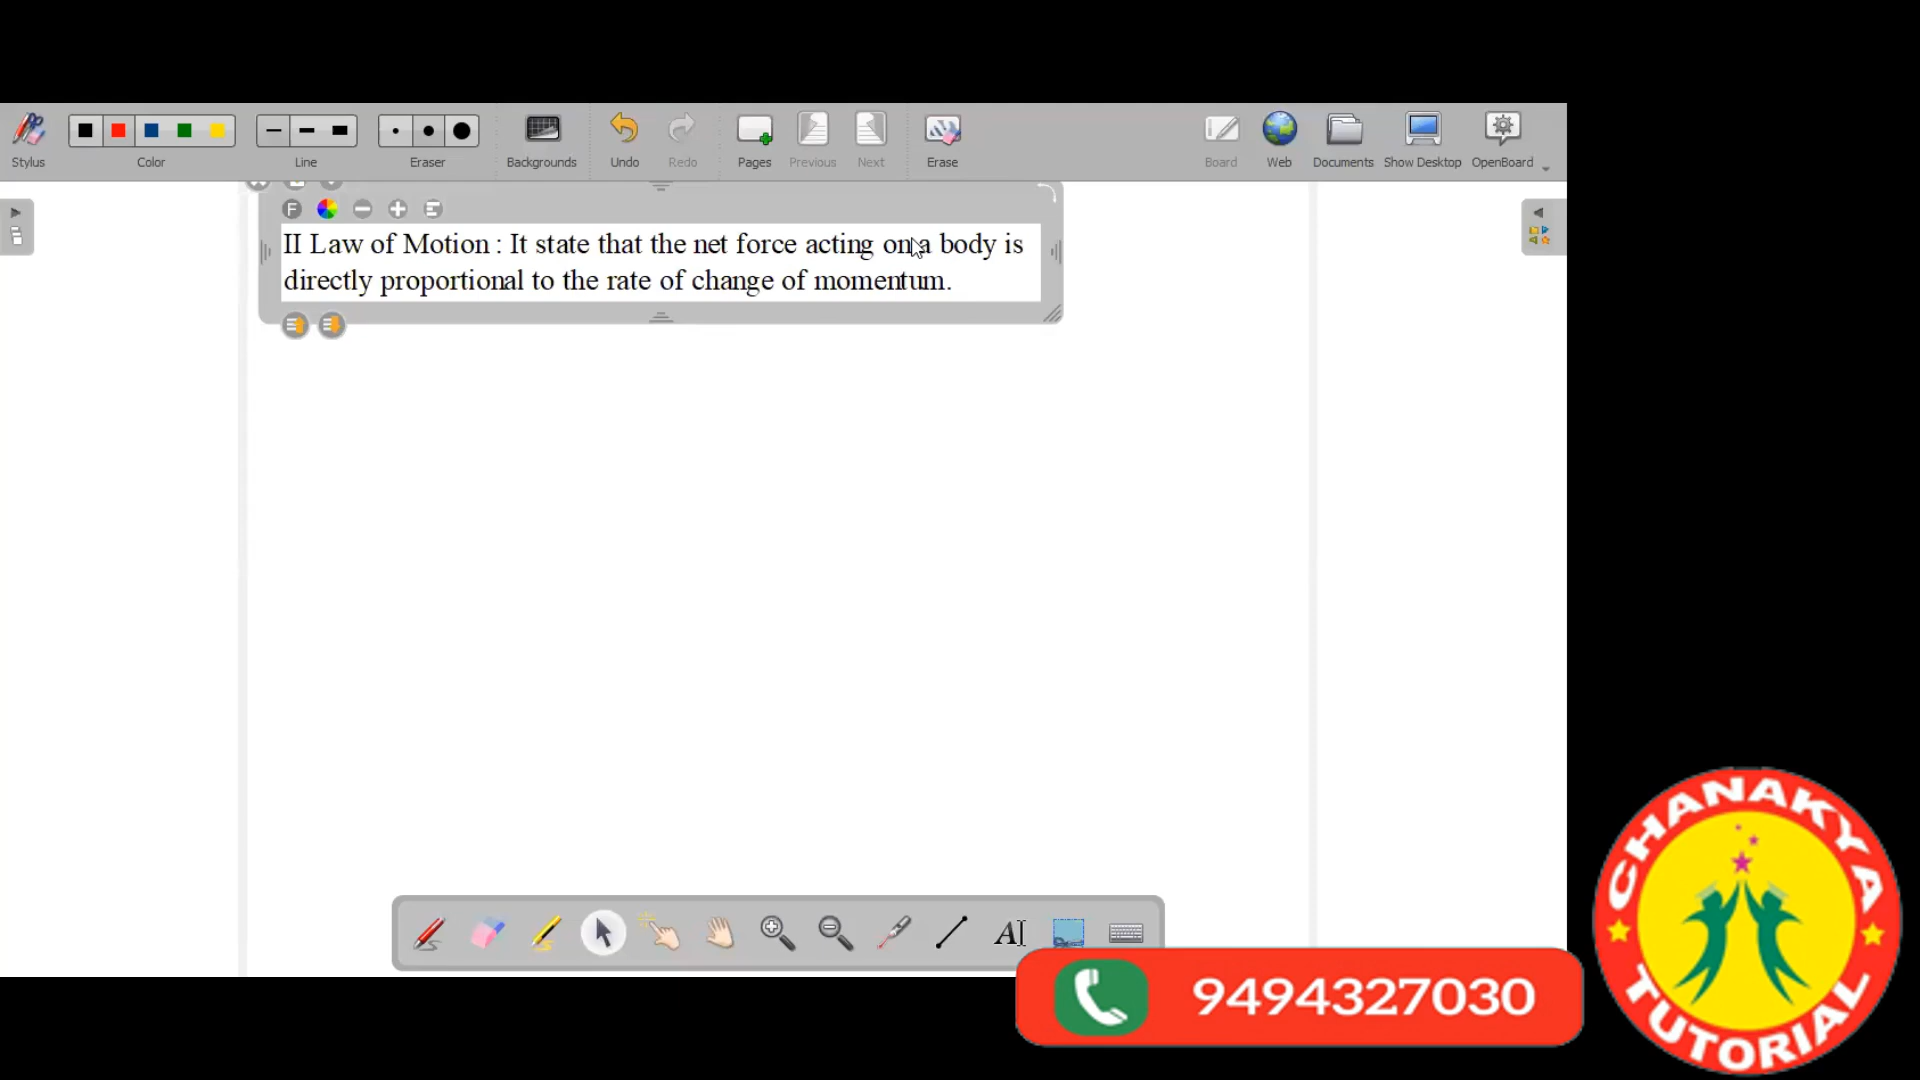 Stylus
Color
Line
Eraser
Backgrounds
Undo
Redo
Pages
Previous
Next
Erase
Board
Web
Documents
Show Desktop
OpenBoard
F
II Law of Motion : It state that the net force acting on a body is
directly proportional to the rate of change of momentum.
AI
9494327030
CHANAKYA
TUTORIAL